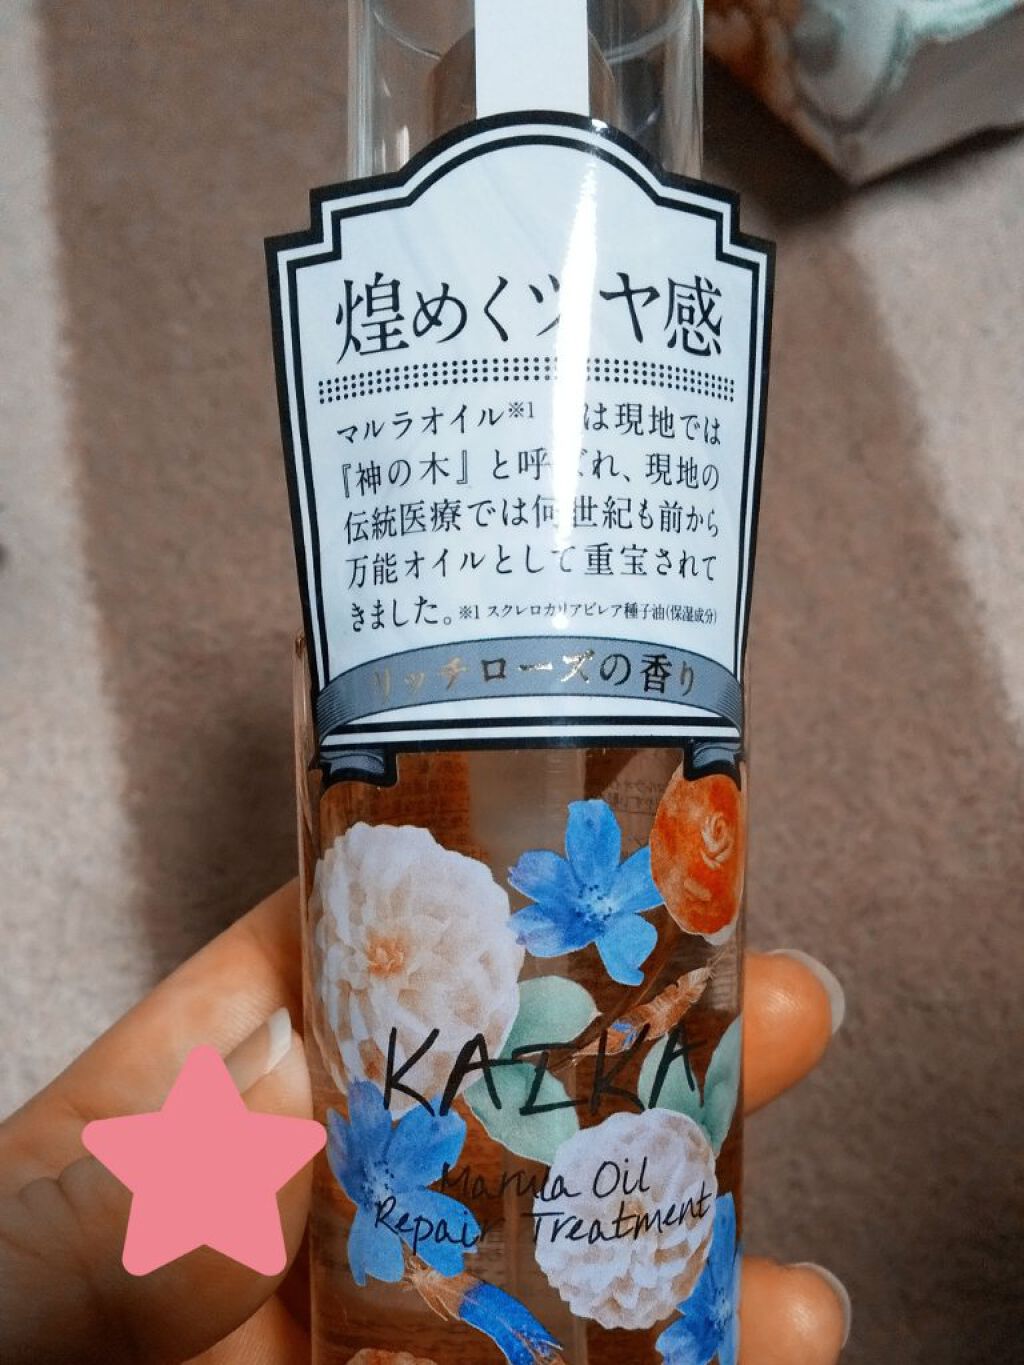 煌めくツヤ感
マルラオイル※1 は現地では
『神の木』と呼ばれ、現地の
伝統医療では何世紀も前から
万能オイルとして重宝されて
きました。※1 スクレロカリアビレア種子油(保湿成分)
リッチローズの香り
KAIKA
Marula Oil
Repair Treatment